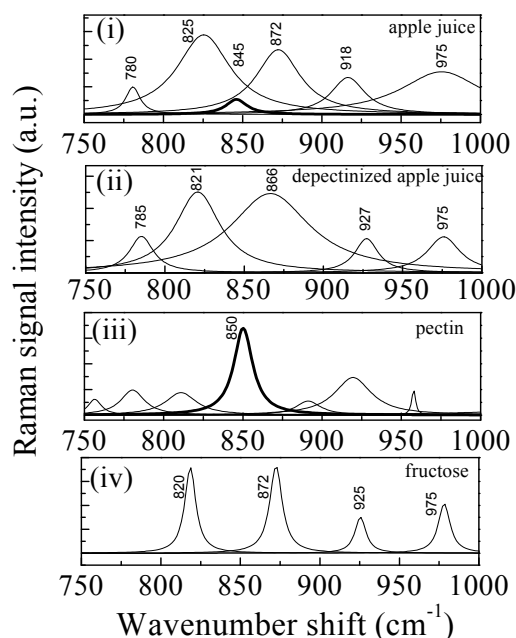 Raman signal intensity (a.u.)
(i)
apple juice
780
825
845
872
918
975
750 800 850 900 950 1000
(ii)
depectinized apple juice
785
821
866
927
975
750 800 850 900 950 1000
(iii)
pectin
850
750 800 850 900 950 1000
(iv)
fructose
820
872
925
975
750 800 850 900 950 1000
Wavenumber shift (cm⁻¹)